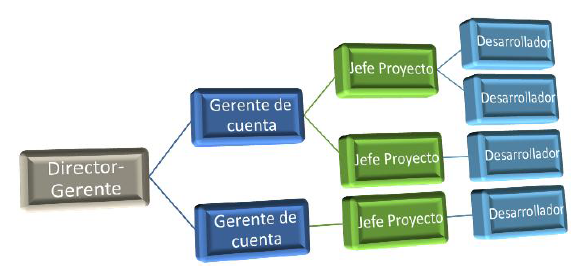 Director-
Gerente
Gerente de
cuenta
Jefe Proyecto
Desarrollador
Desarrollador
Jefe Proyecto
Desarrollador
Gerente de
cuenta
Jefe Proyecto
Desarrollador